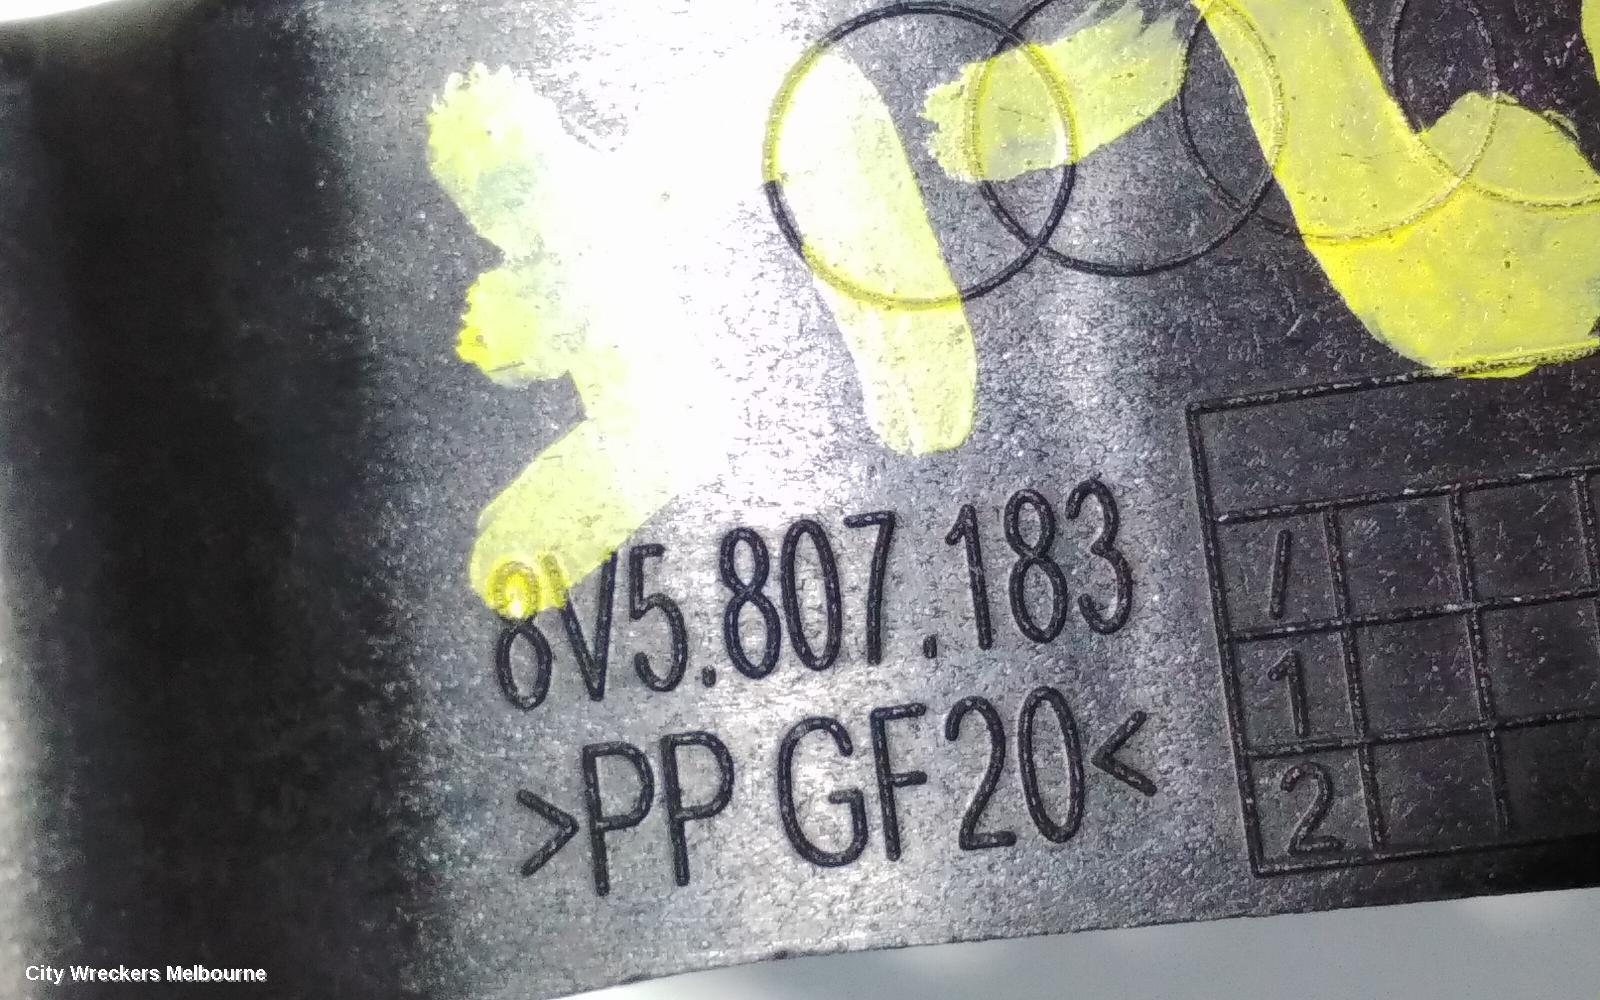 8V5.807.183
>PP GF20<
/
1
2
City Wreckers Melbourne